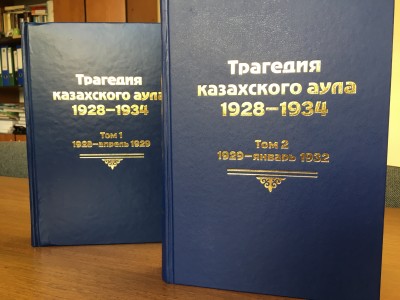 Трагедия
казахского аула
1928–1934
Том 1
1928–апрель 1929
Трагедия
казахского аула
1928–1934
Том 2
1929–январь 1932